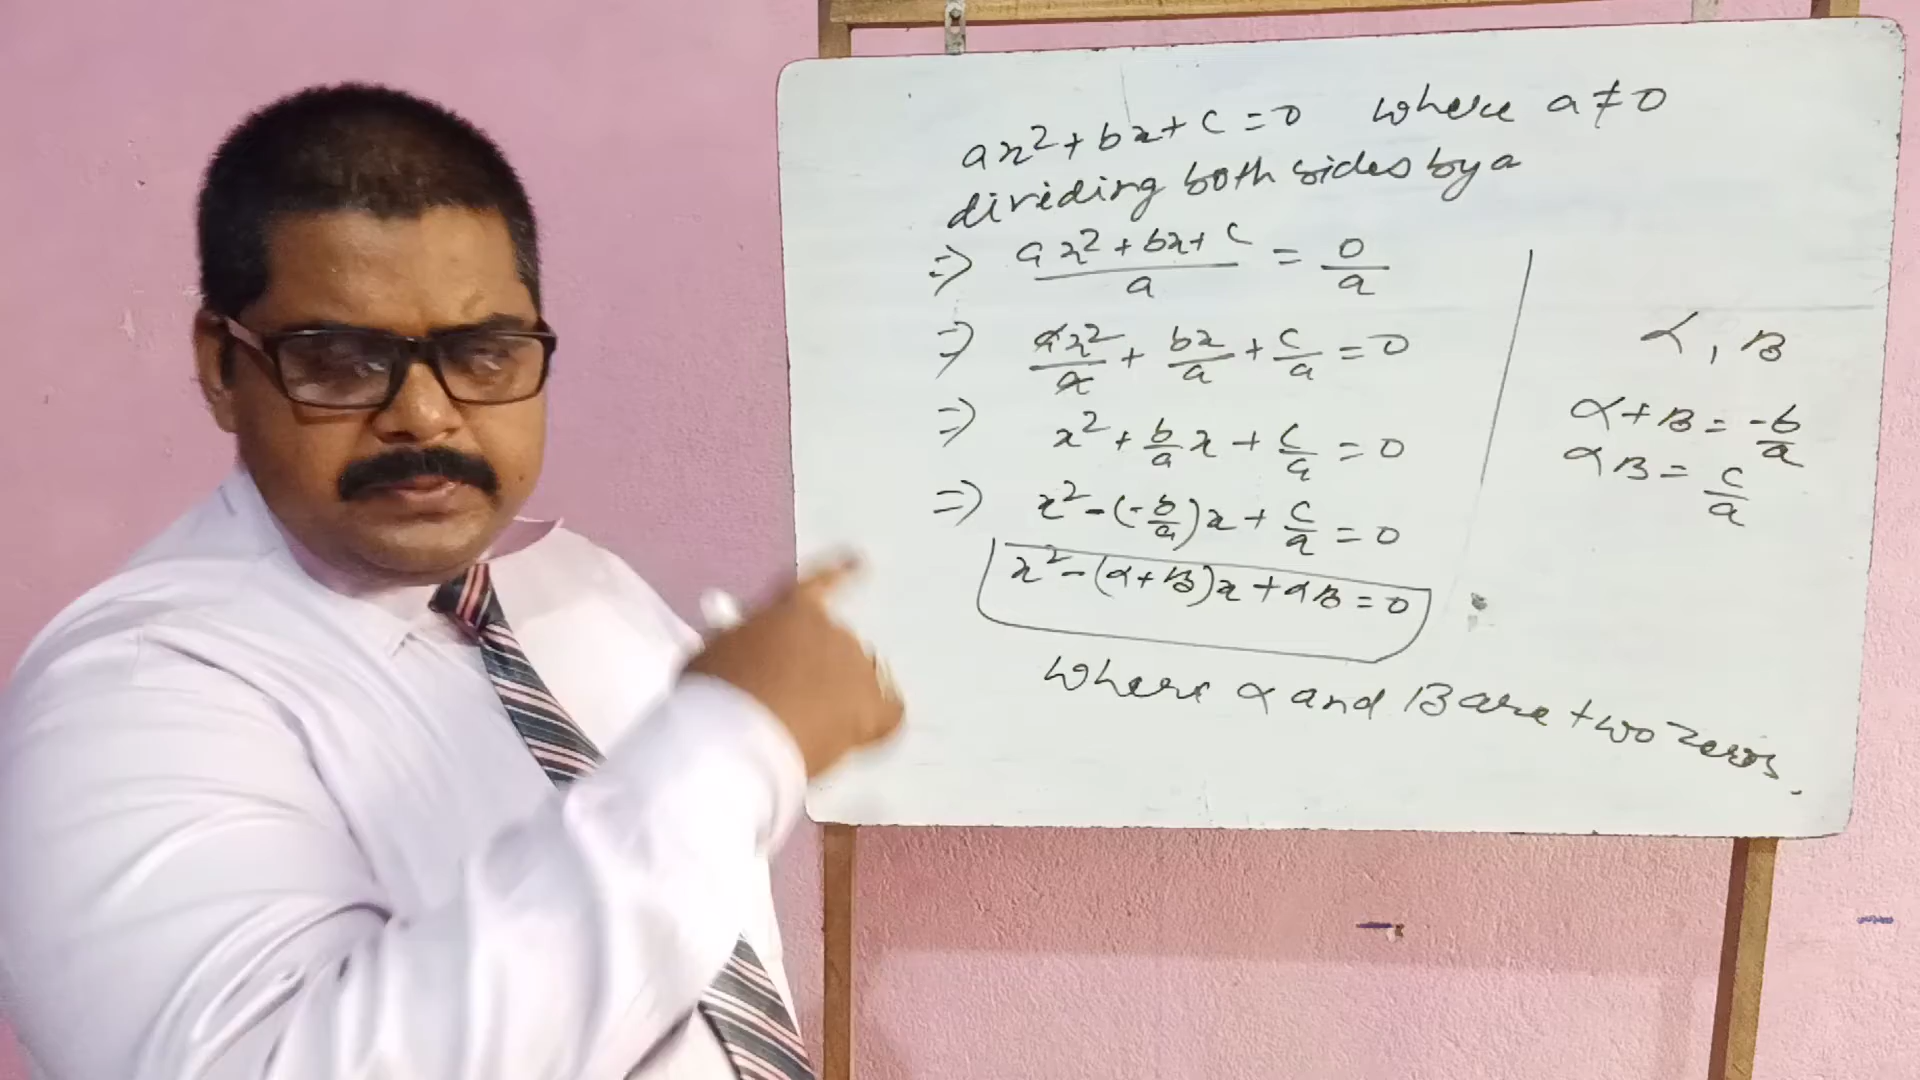 ax²+bx+c=0 where a≠0
dividing both sides by a
⇒ (ax²+bx+c)/a = 0/a
⇒ ax²/a + bx/a + c/a = 0
⇒ x² + b/a x + c/a = 0
⇒ x² - (-b/a)x + c/a = 0
x² - (α+β)x + αβ = 0
where α and β are two zeros.
α, β
α+β = -b/a
αβ = c/a